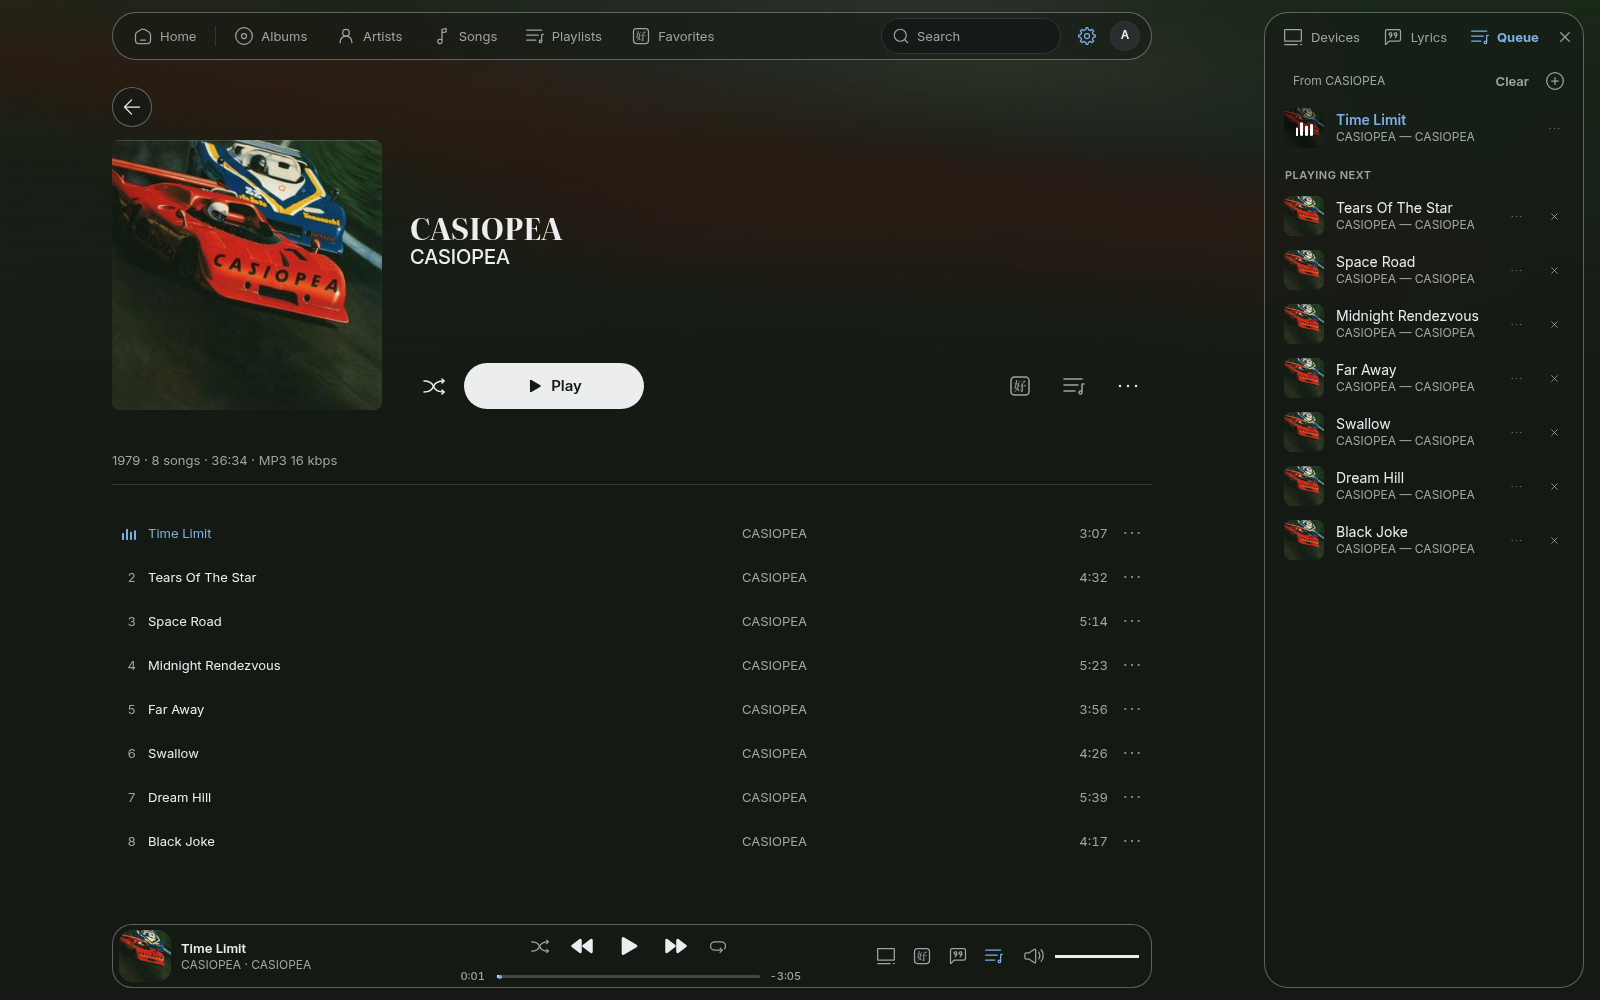 Home
Albums
Artists
Songs
Playlists
好 Favorites
Search
A
CASIOPEA
CASIOPEA
CASIOPEA
Play
好
1979 · 8 songs · 36:34 · MP3 16 kbps
Time Limit CASIOPEA 3:07
2 Tears Of The Star CASIOPEA 4:32
3 Space Road CASIOPEA 5:14
4 Midnight Rendezvous CASIOPEA 5:23
5 Far Away CASIOPEA 3:56
6 Swallow CASIOPEA 4:26
7 Dream Hill CASIOPEA 5:39
8 Black Joke CASIOPEA 4:17
Time Limit
CASIOPEA · CASIOPEA
0:01
-3:05
好
Devices
Lyrics
Queue
From CASIOPEA
Clear
Time Limit
CASIOPEA — CASIOPEA
PLAYING NEXT
Tears Of The Star
CASIOPEA — CASIOPEA
Space Road
CASIOPEA — CASIOPEA
Midnight Rendezvous
CASIOPEA — CASIOPEA
Far Away
CASIOPEA — CASIOPEA
Swallow
CASIOPEA — CASIOPEA
Dream Hill
CASIOPEA — CASIOPEA
Black Joke
CASIOPEA — CASIOPEA